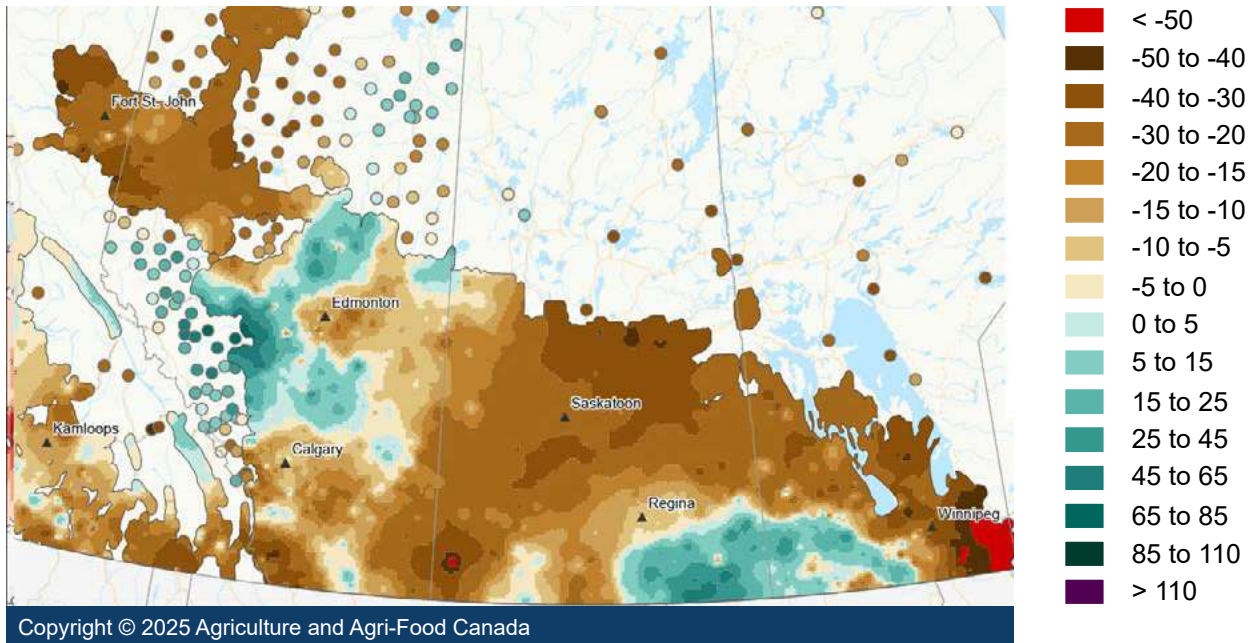 Fort St. John
Edmonton
Kamloops
Calgary
Saskatoon
Regina
Winnipeg
< -50
-50 to -40
-40 to -30
-30 to -20
-20 to -15
-15 to -10
-10 to -5
-5 to 0
0 to 5
5 to 15
15 to 25
25 to 45
45 to 65
65 to 85
85 to 110
> 110
Copyright © 2025 Agriculture and Agri-Food Canada